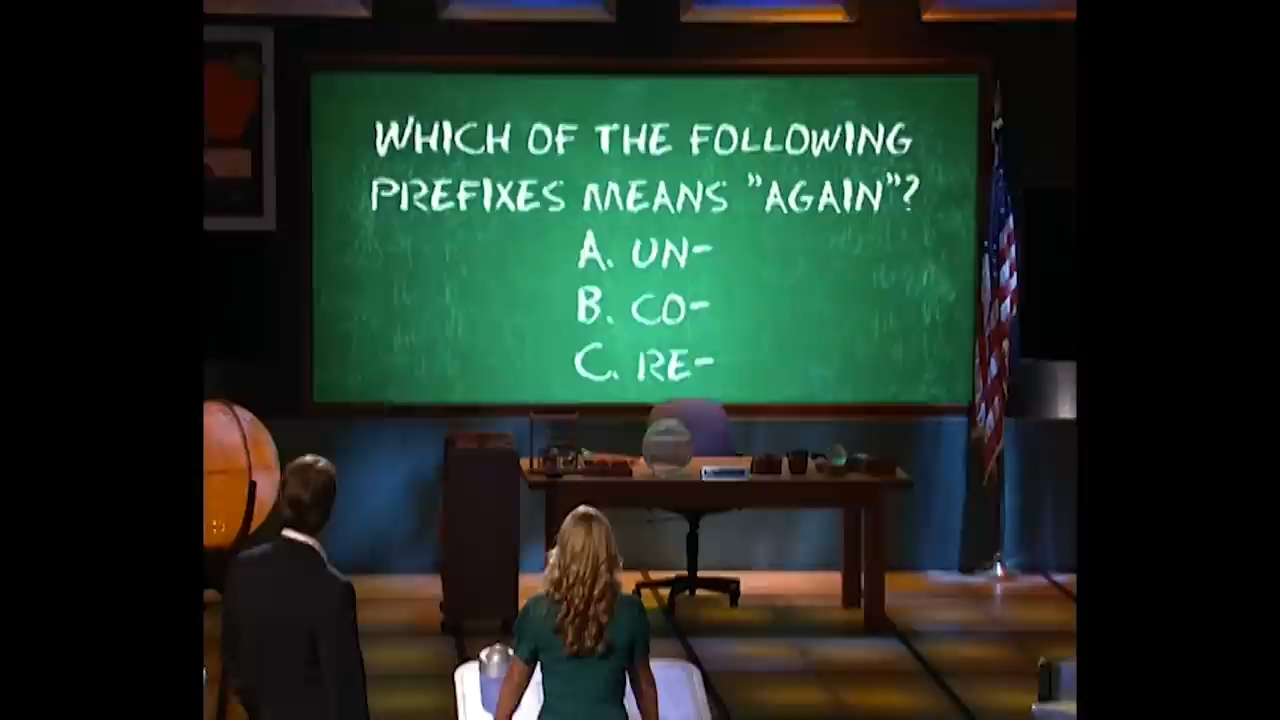 WHICH OF THE FOLLOWING
PREFIXES MEANS "AGAIN"?
A. UN-
B. CO-
C. RE-